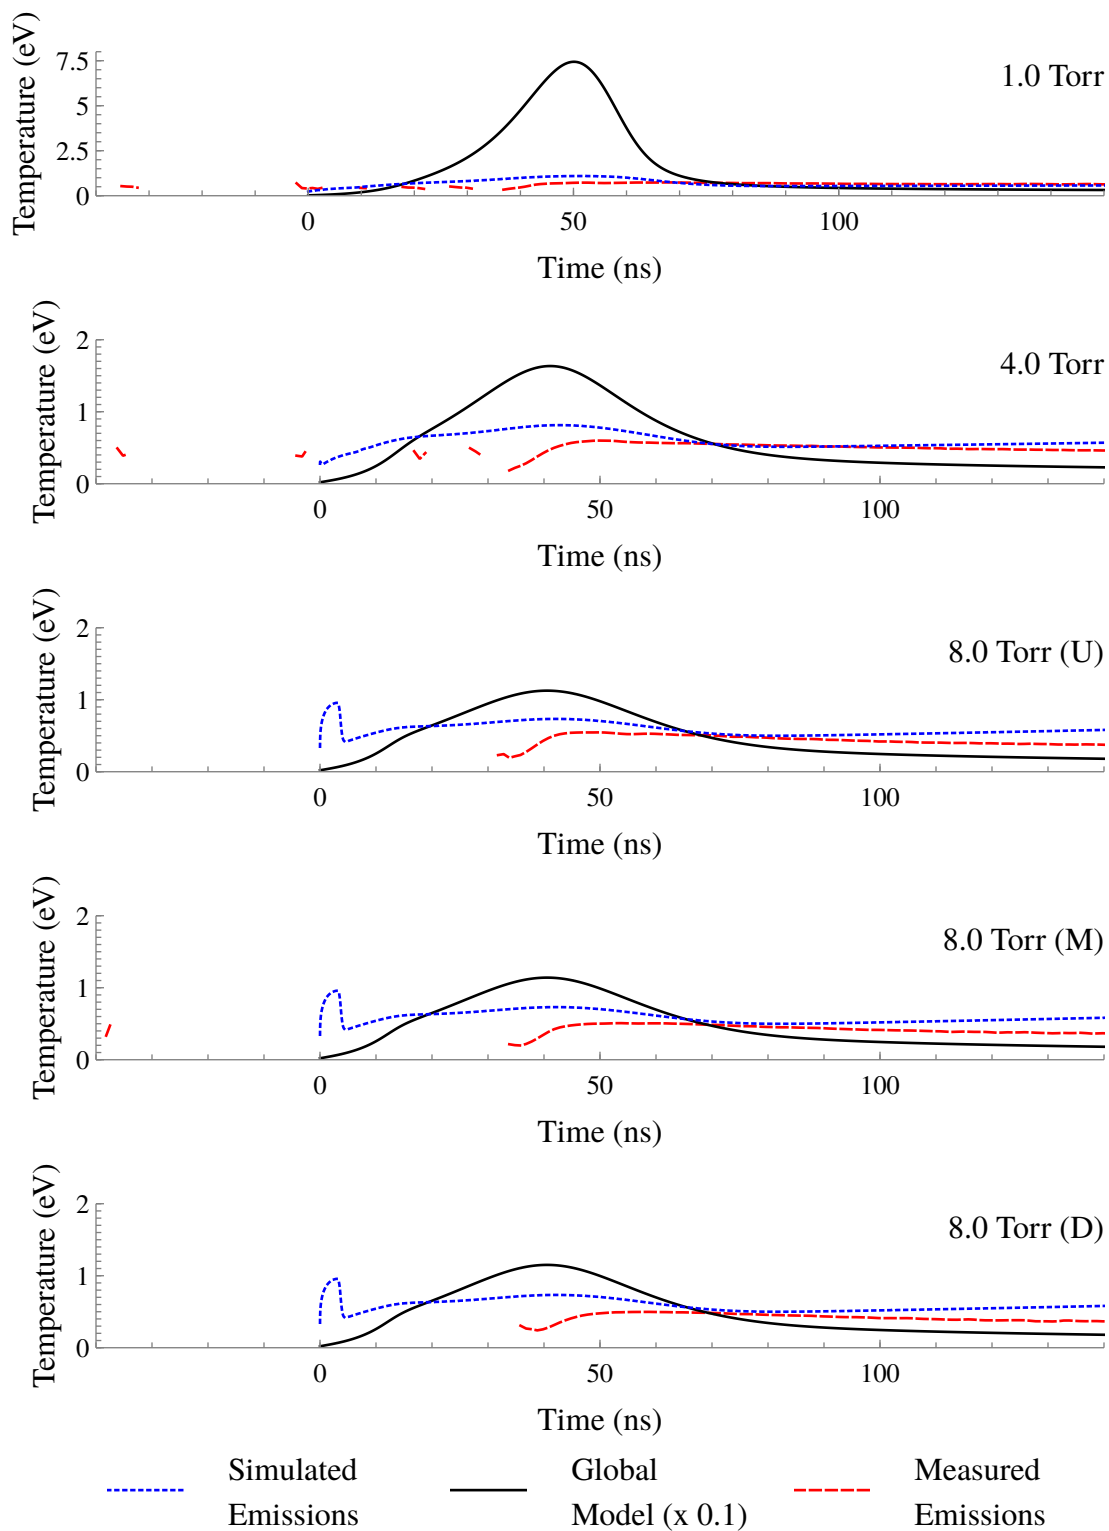 Temperature (eV)
7.5
5
2.5
0
1.0 Torr
0 50 100
Time (ns)
Temperature (eV)
2
1
0
4.0 Torr
0 50 100
Time (ns)
Temperature (eV)
2
1
0
8.0 Torr (U)
0 50 100
Time (ns)
Temperature (eV)
2
1
0
8.0 Torr (M)
0 50 100
Time (ns)
Temperature (eV)
2
1
0
8.0 Torr (D)
0 50 100
Time (ns)
Simulated
Emissions
Global
Model (x 0.1)
Measured
Emissions